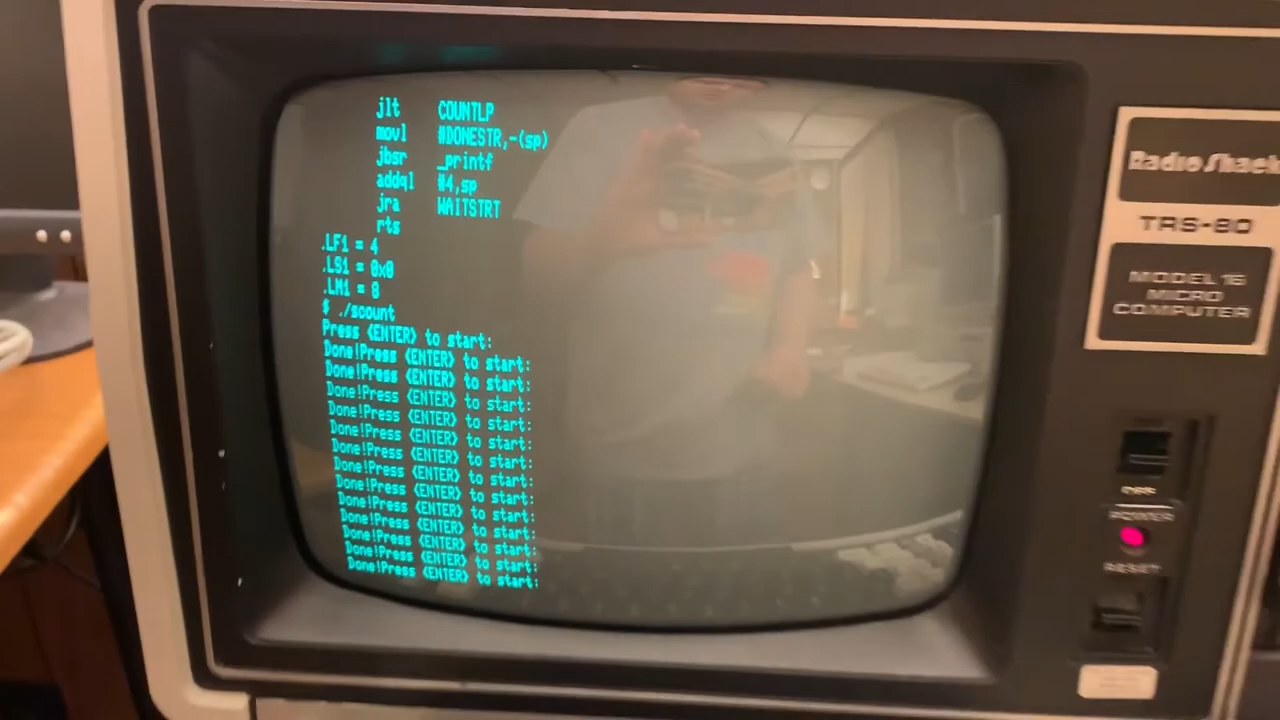 jlt COUNTLP
movl #DONESTR,-(sp)
jbsr _printf
addql #4,sp
jra WAITSTRT
rts
.LF1 = 4
.LS1 = 0x0
.LM1 = 8
$ ./scount
Press <ENTER> to start:
Done!Press <ENTER> to start:
Done!Press <ENTER> to start:
Done!Press <ENTER> to start:
Done!Press <ENTER> to start:
Done!Press <ENTER> to start:
Done!Press <ENTER> to start:
Done!Press <ENTER> to start:
Done!Press <ENTER> to start:
Done!Press <ENTER> to start:
Done!Press <ENTER> to start:
Done!Press <ENTER> to start:
Done!Press <ENTER> to start:
Done!Press <ENTER> to start:
Radio Shack
TRS-80
MODEL 16
MICRO
COMPUTER
OFF
POWER
RESET